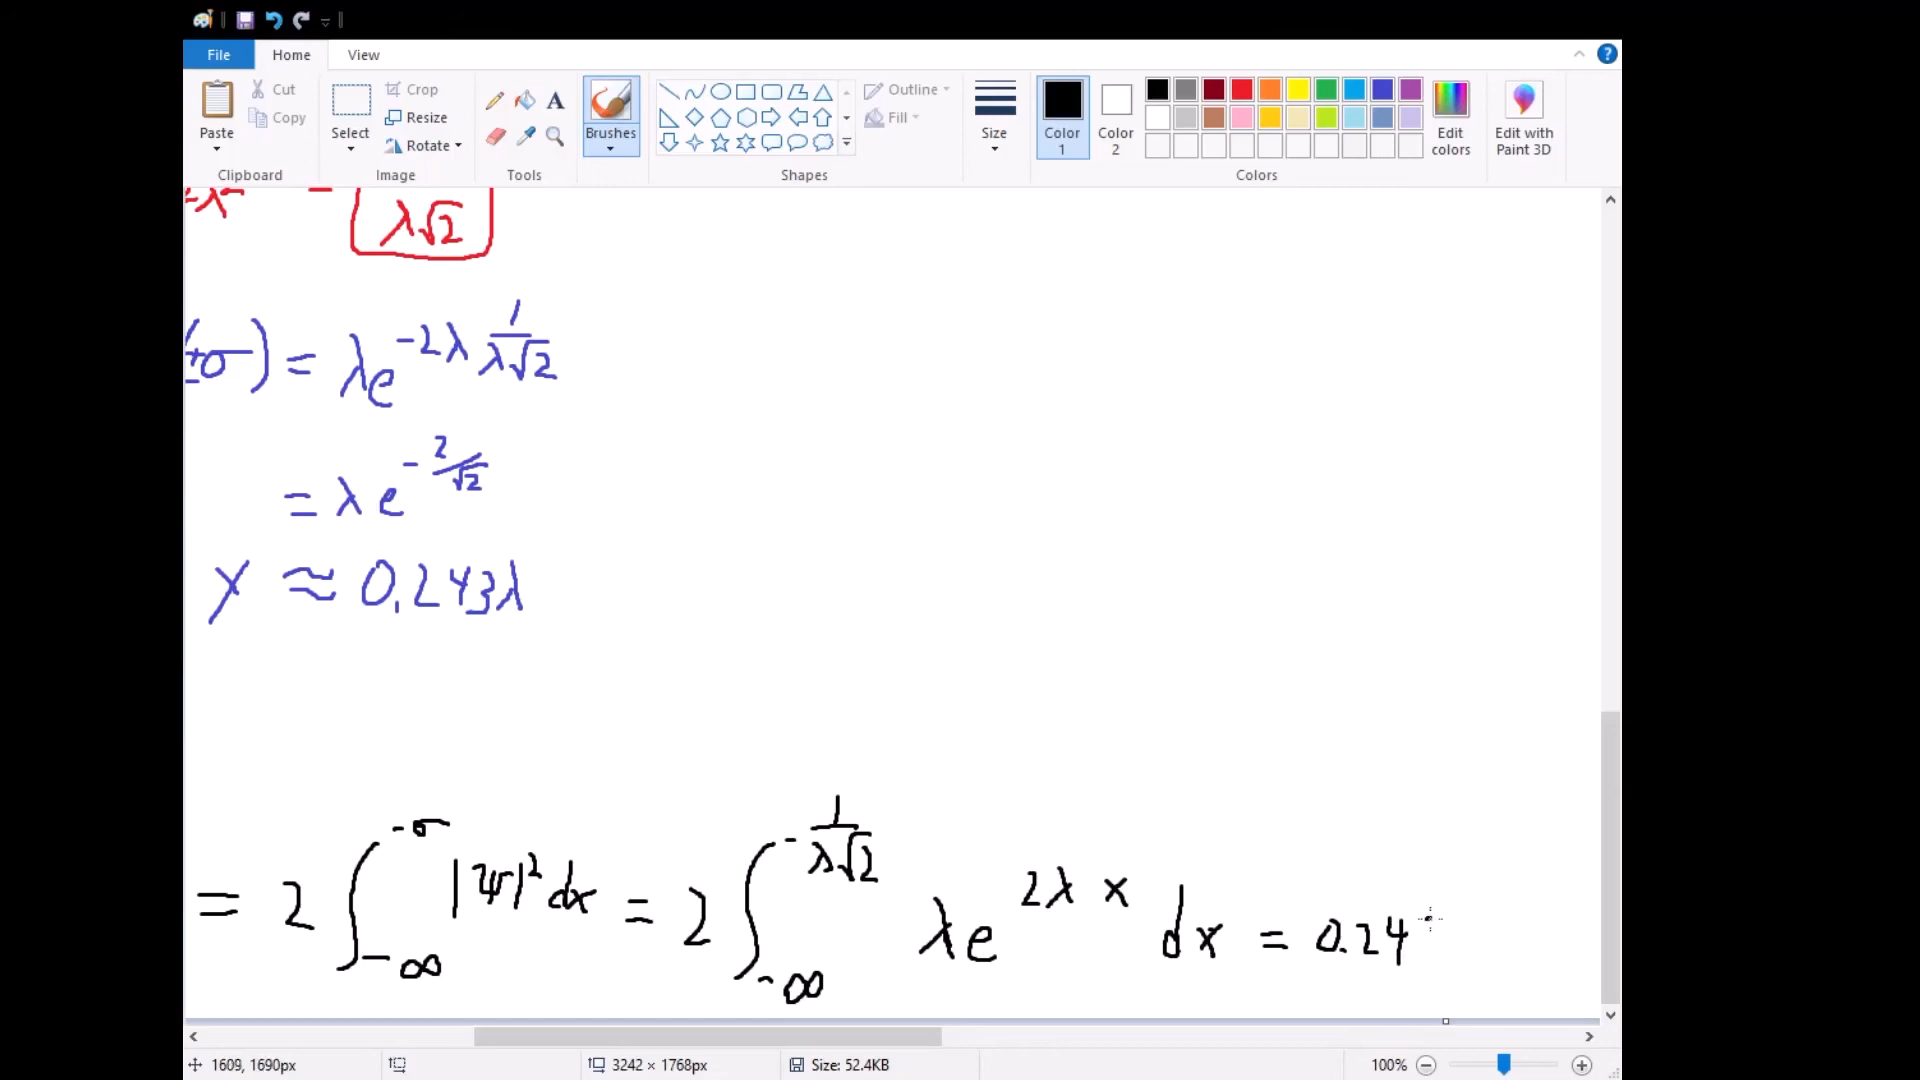 File Home View
Paste Cut Copy Clipboard
Select Crop Resize Rotate Image
A Tools
Brushes
Outline Fill Shapes
Size
Color 1 Color 2 Edit colors Edit with Paint 3D Colors
λ√2
±σ) = λe^(-2λ 1/(λ√2))
= λe^(-2/√2)
y ≈ 0.243λ
= 2 ∫_{-∞}^{-σ} |Ψ|² dx = 2 ∫_{-∞}^{-1/(λ√2)} λe^(2λx) dx = 0.24
1609, 1690px 3242 × 1768px Size: 52.4KB 100%